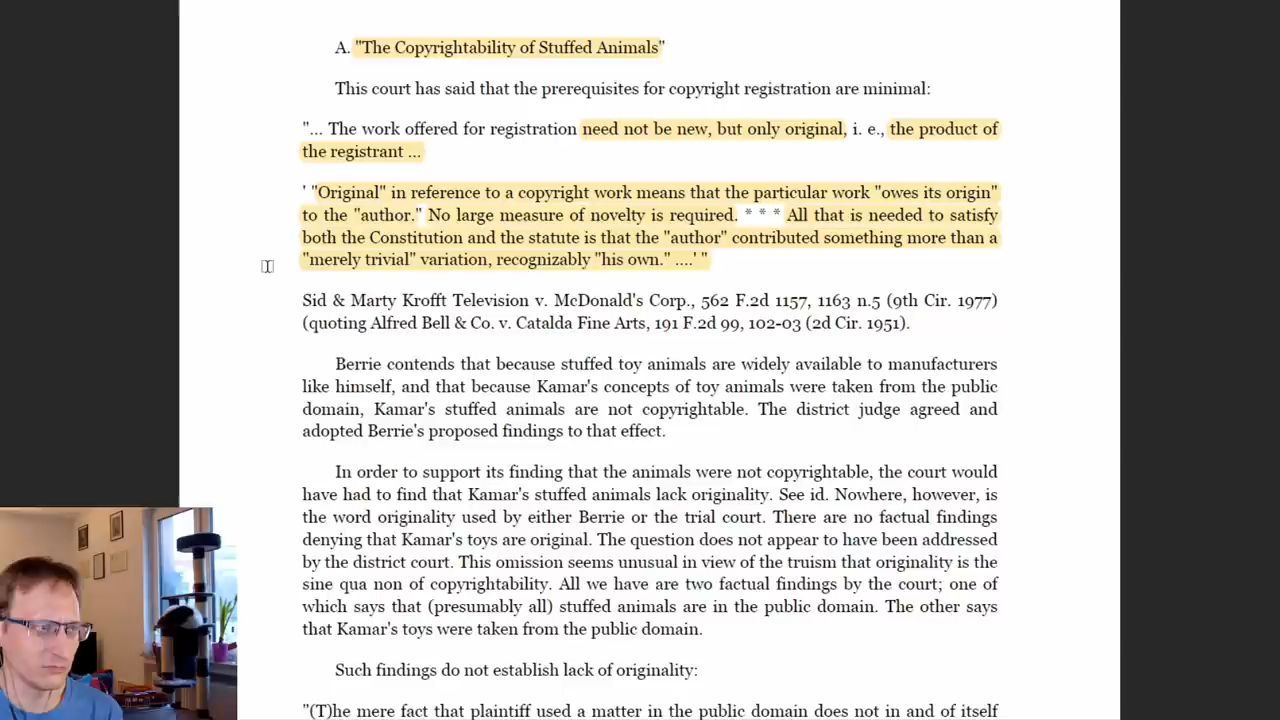 A. "The Copyrightability of Stuffed Animals"
This court has said that the prerequisites for copyright registration are minimal:
"... The work offered for registration need not be new, but only original, i. e., the product of
the registrant ...
' "Original" in reference to a copyright work means that the particular work "owes its origin"
to the "author." No large measure of novelty is required. * * * All that is needed to satisfy
both the Constitution and the statute is that the "author" contributed something more than a
"merely trivial" variation, recognizably "his own." ....' "
Sid & Marty Krofft Television v. McDonald's Corp., 562 F.2d 1157, 1163 n.5 (9th Cir. 1977)
(quoting Alfred Bell & Co. v. Catalda Fine Arts, 191 F.2d 99, 102-03 (2d Cir. 1951).
Berrie contends that because stuffed toy animals are widely available to manufacturers
like himself, and that because Kamar's concepts of toy animals were taken from the public
domain, Kamar's stuffed animals are not copyrightable. The district judge agreed and
adopted Berrie's proposed findings to that effect.
In order to support its finding that the animals were not copyrightable, the court would
have had to find that Kamar's stuffed animals lack originality. See id. Nowhere, however, is
the word originality used by either Berrie or the trial court. There are no factual findings
denying that Kamar's toys are original. The question does not appear to have been addressed
by the district court. This omission seems unusual in view of the truism that originality is the
sine qua non of copyrightability. All we have are two factual findings by the court; one of
which says that (presumably all) stuffed animals are in the public domain. The other says
that Kamar's toys were taken from the public domain.
Such findings do not establish lack of originality:
"(T)he mere fact that plaintiff used a matter in the public domain does not in and of itself